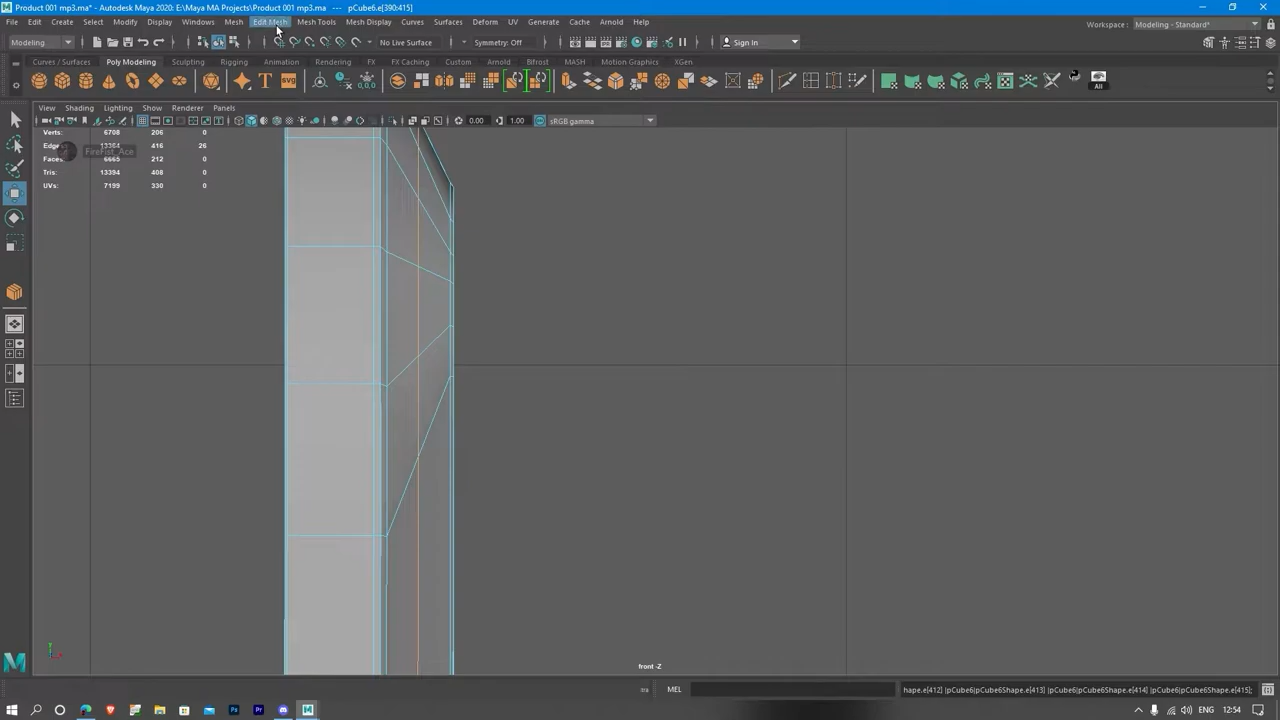 Product 001 mp3.ma* - Autodesk Maya 2020: E:\Maya MA Projects\Product 001 mp3.ma --- pCube6.e[390:415]
File Edit Create Select Modify Display Windows Mesh Edit Mesh Mesh Tools Mesh Display Curves Surfaces Deform UV Generate Cache Arnold Help
Workspace : Modeling - Standard*
Modeling No Live Surface Symmetry: Off Sign In
Curves / Surfaces Poly Modeling Sculpting Rigging Animation Rendering FX FX Caching Custom Arnold Bifrost MASH Motion Graphics XGen
T SVG All
View Shading Lighting Show Renderer Panels
0.00 1.00 sRGB gamma
Verts: 6708 206 0
Edges: 13364 416 26
FireFist_Ace
Faces: 6665 212 0
Tris: 13394 408 0
UVs: 7199 330 0
front -Z
MEL hape.e[412] |pCube6|pCube6Shape.e[413] |pCube6|pCube6Shape.e[414] |pCube6|pCube6Shape.e[415];
ENG 12:54